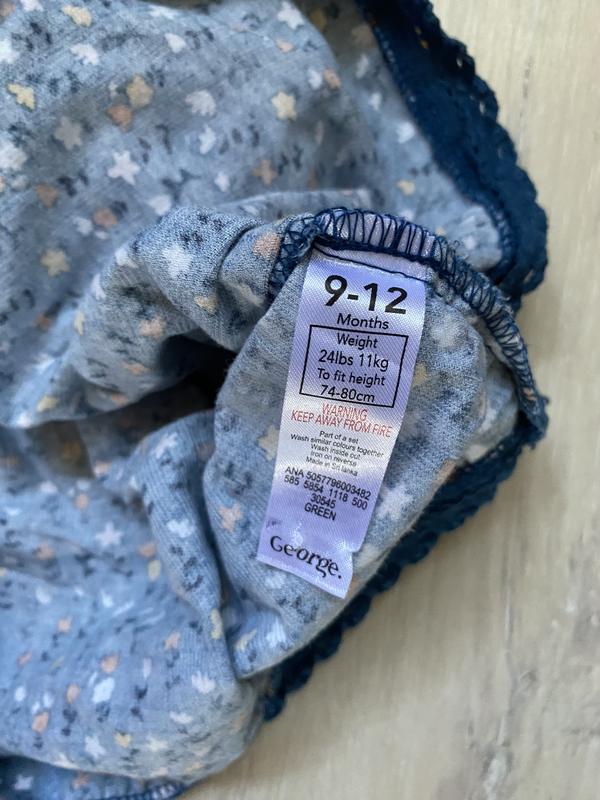 9-12
Months
Weight
24lbs 11kg
To fit height
74-80cm
WARNING
KEEP AWAY FROM FIRE
Part of a set
Wash similar colours together
Wash inside out
Iron on reverse
Made in Sri lanka
ANA 5057796003492
585 5854 1118 500
30545
GREEN
George.